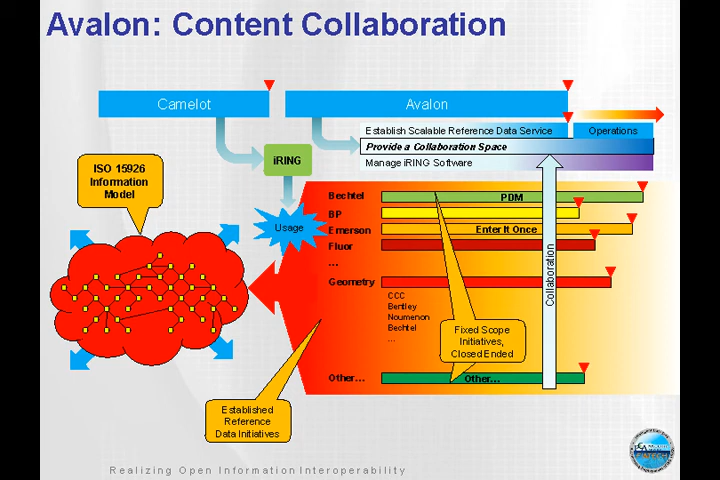 Avalon: Content Collaboration
Camelot
Avalon
Establish Scalable Reference Data Service
Operations
Provide a Collaboration Space
Manage iRING Software
iRING
ISO 15926
Information
Model
Usage
Bechtel
PDM
BP
Emerson
Enter It Once
Fluor
...
Geometry
CCC
Bentley
Noumenon
Bechtel
...
Collaboration
Fixed Scope
Initiatives,
Closed Ended
Other...
Other...
Established
Reference
Data Initiatives
Realizing Open Information Interoperability